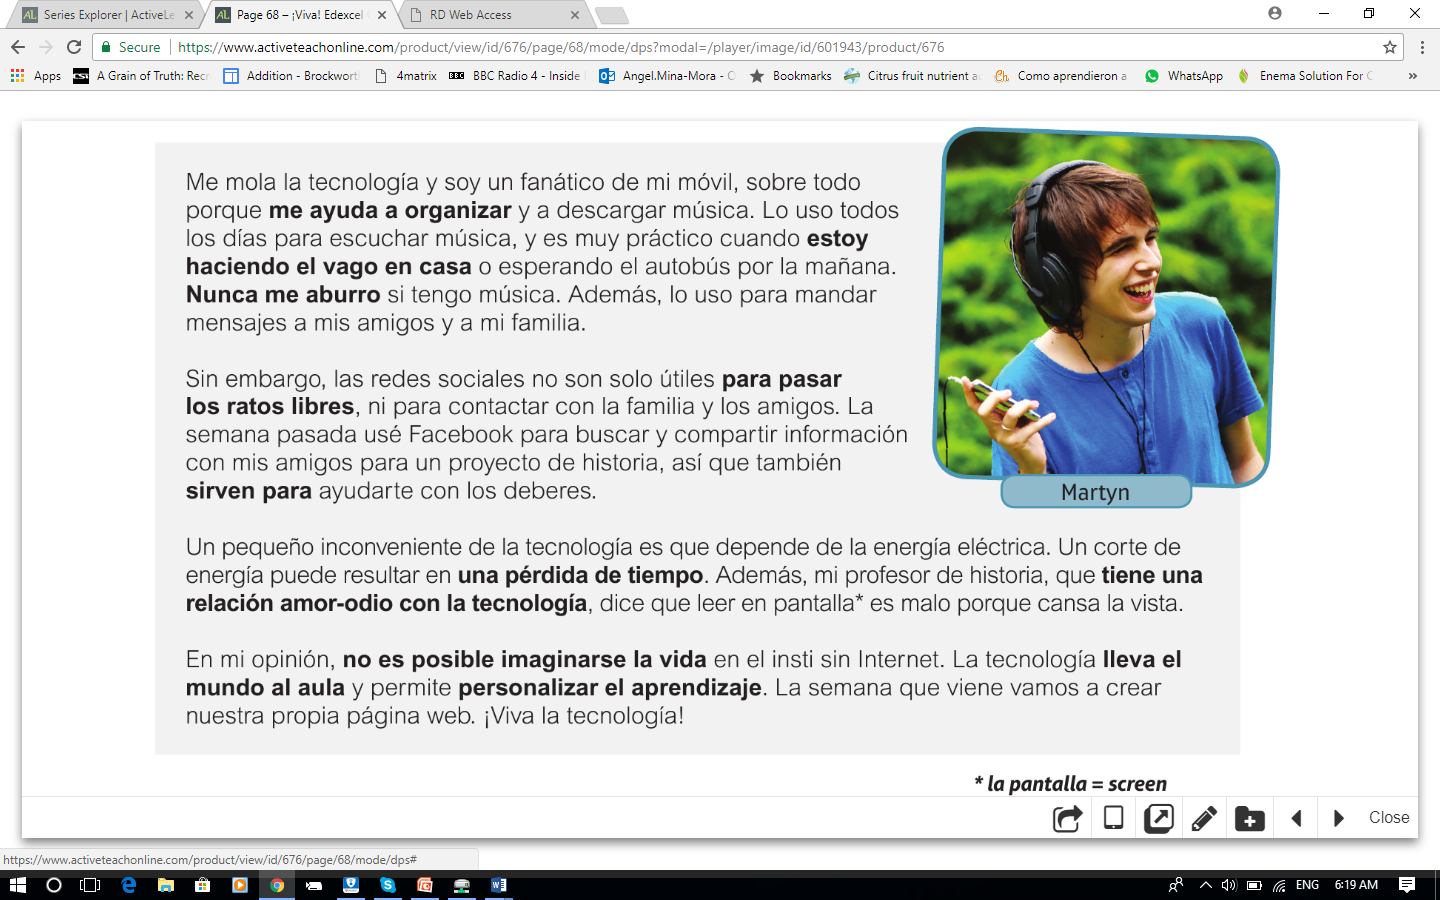 Series Explorer | ActiveLe
Page 68 – ¡Viva! Edexcel
RD Web Access
Secure
https://www.activeteachonline.com/product/view/id/676/page/68/mode/dps?modal=/player/image/id/601943/product/676
Apps
A Grain of Truth: Recr
Addition - Brockwort
4matrix
BBC Radio 4 - Inside
Angel.Mina-Mora - O
Bookmarks
Citrus fruit nutrient a
Como aprendieron a
WhatsApp
Enema Solution For C
»
Me mola la tecnología y soy un fanático de mi móvil, sobre todo
porque me ayuda a organizar y a descargar música. Lo uso todos
los días para escuchar música, y es muy práctico cuando estoy
haciendo el vago en casa o esperando el autobús por la mañana.
Nunca me aburro si tengo música. Además, lo uso para mandar
mensajes a mis amigos y a mi familia.
Sin embargo, las redes sociales no son solo útiles para pasar
los ratos libres, ni para contactar con la familia y los amigos. La
semana pasada usé Facebook para buscar y compartir información
con mis amigos para un proyecto de historia, así que también
sirven para ayudarte con los deberes.
Martyn
Un pequeño inconveniente de la tecnología es que depende de la energía eléctrica. Un corte de
energía puede resultar en una pérdida de tiempo. Además, mi profesor de historia, que tiene una
relación amor-odio con la tecnología, dice que leer en pantalla* es malo porque cansa la vista.
En mi opinión, no es posible imaginarse la vida en el insti sin Internet. La tecnología lleva el
mundo al aula y permite personalizar el aprendizaje. La semana que viene vamos a crear
nuestra propia página web. ¡Viva la tecnología!
* la pantalla = screen
Close
https://www.activeteachonline.com/product/view/id/676/page/68/mode/dps#
ENG
6:19 AM